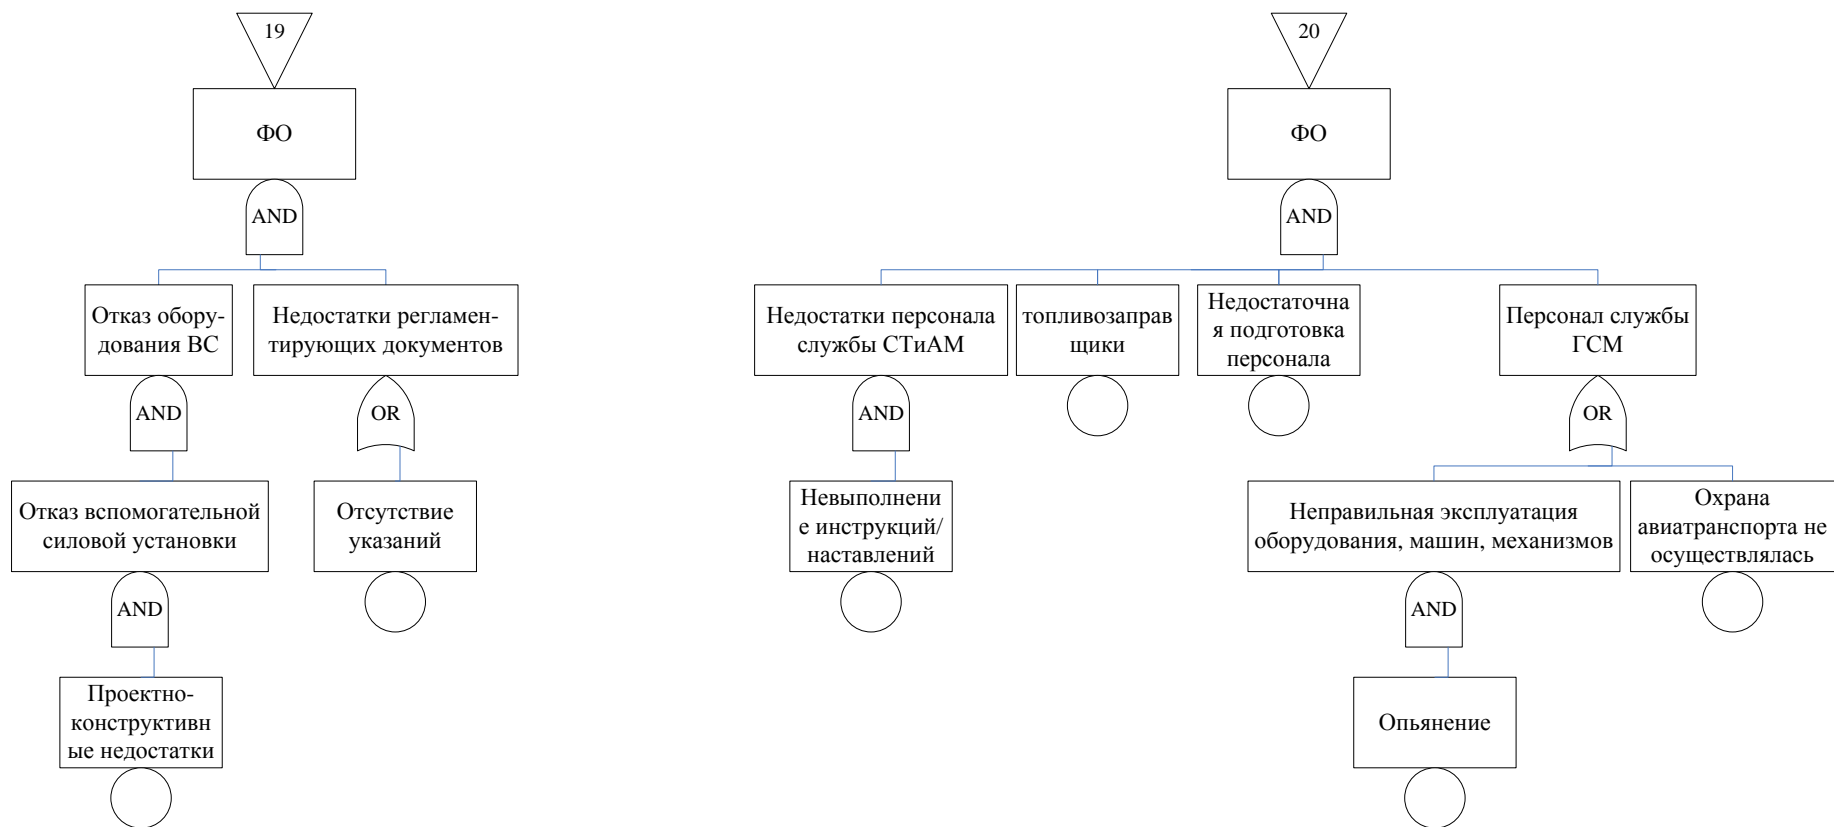 19
ФО
AND
Отказ обору-
дования ВС
Недостатки регламен-
тирующих документов
AND
OR
Отказ вспомогательной
силовой установки
Отсутствие
указаний
AND
Проектно-
конструктивн
ые недостатки
20
ФО
AND
Недостатки персонала
службы СТиАМ
топливозаправ
щики
Недостаточна
я подготовка
персонала
Персонал службы
ГСМ
AND
OR
Невыполнени
е инструкций/
наставлений
Неправильная эксплуатация
оборудования, машин, механизмов
Охрана
авиатранспорта не
осуществлялась
AND
Опьянение